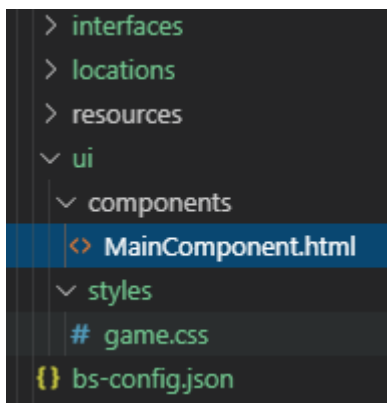 interfaces
locations
resources
ui
components
<> MainComponent.html
styles
# game.css
{} bs-config.json